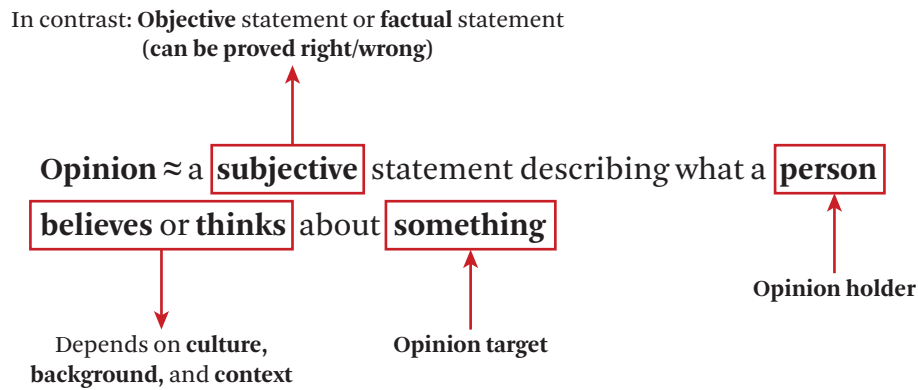 In contrast: Objective statement or factual statement
(can be proved right/wrong)
Opinion ≈ a subjective statement describing what a person
believes or thinks about something
Opinion holder
Depends on culture,
background, and context
Opinion target